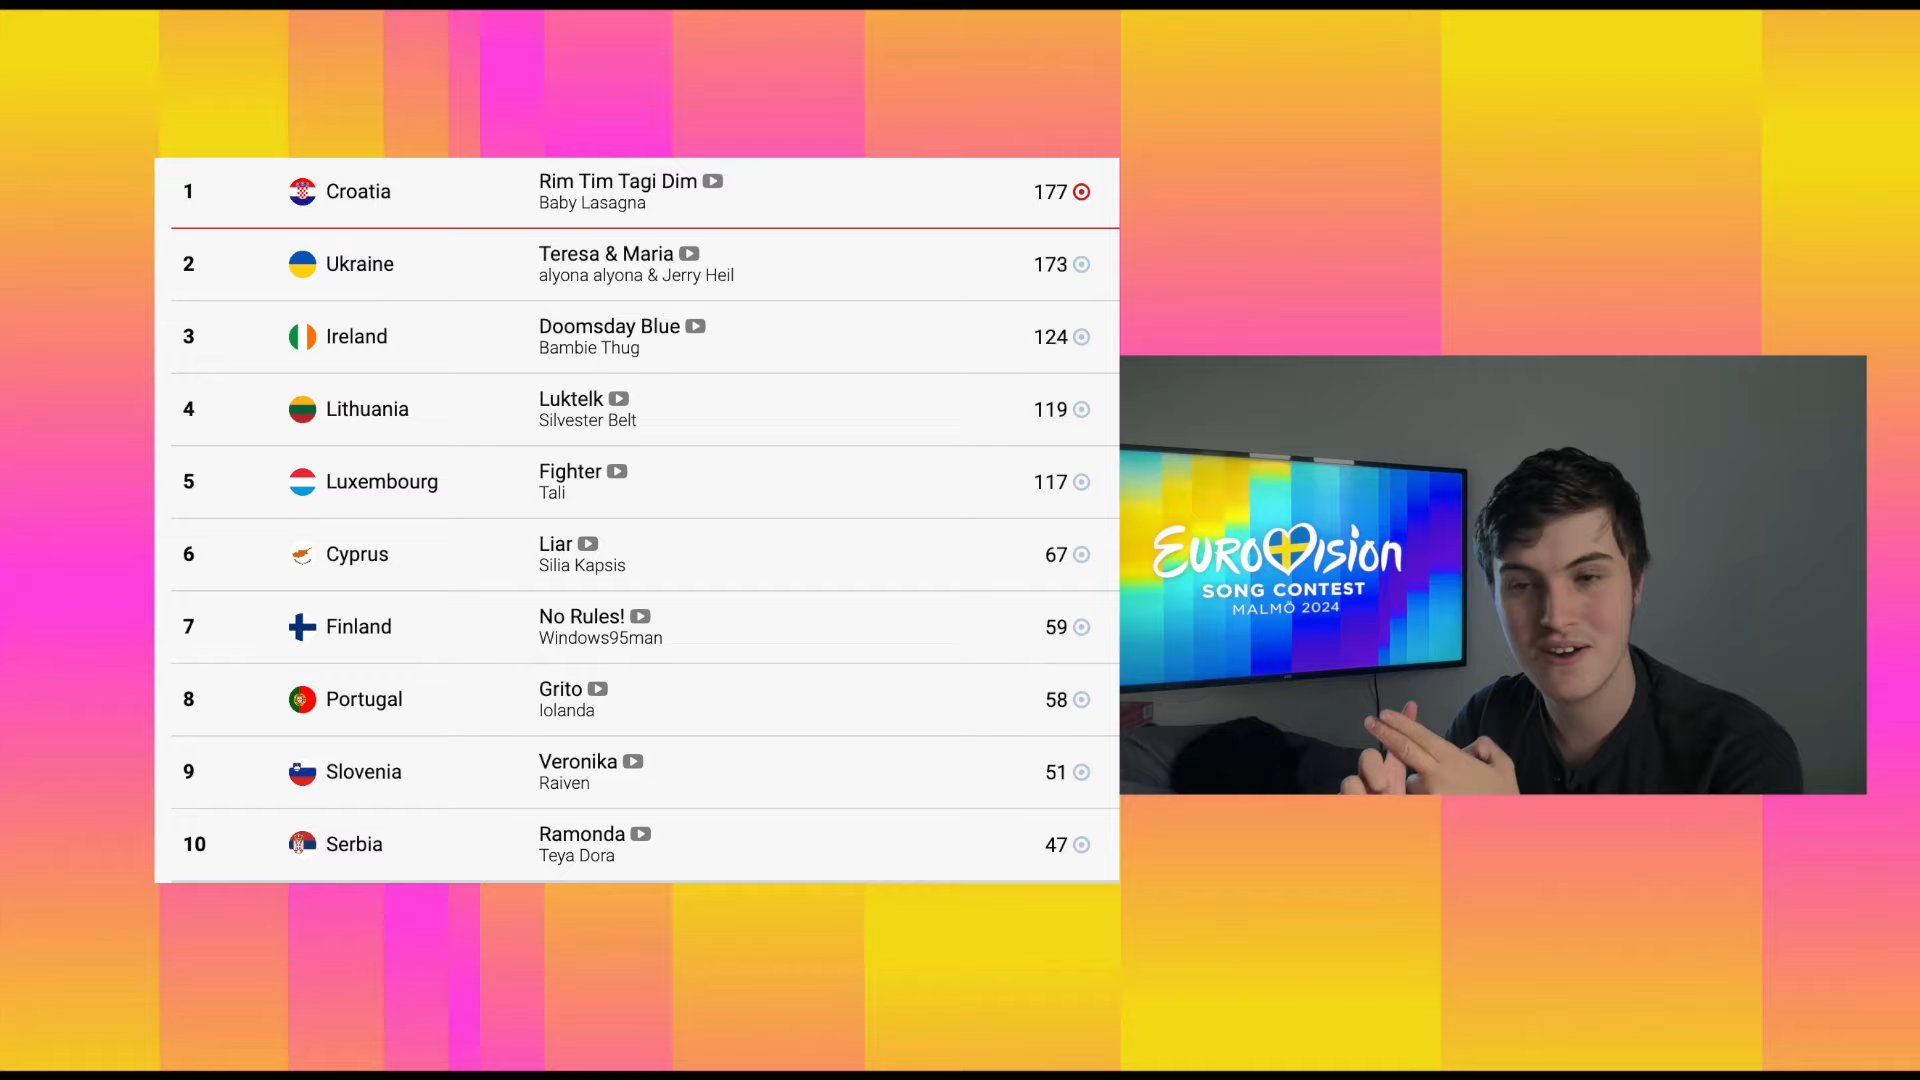 1 Croatia Rim Tim Tagi Dim 177
Baby Lasagna
2 Ukraine Teresa & Maria 173
alyona alyona & Jerry Heil
3 Ireland Doomsday Blue 124
Bambie Thug
4 Lithuania Luktelk 119
Silvester Belt
5 Luxembourg Fighter 117
Tali
6 Cyprus Liar 67
Silia Kapsis
7 Finland No Rules! 59
Windows95man
8 Portugal Grito 58
Iolanda
9 Slovenia Veronika 51
Raiven
10 Serbia Ramonda 47
Teya Dora
EUROVISION
SONG CONTEST
MALMÖ 2024